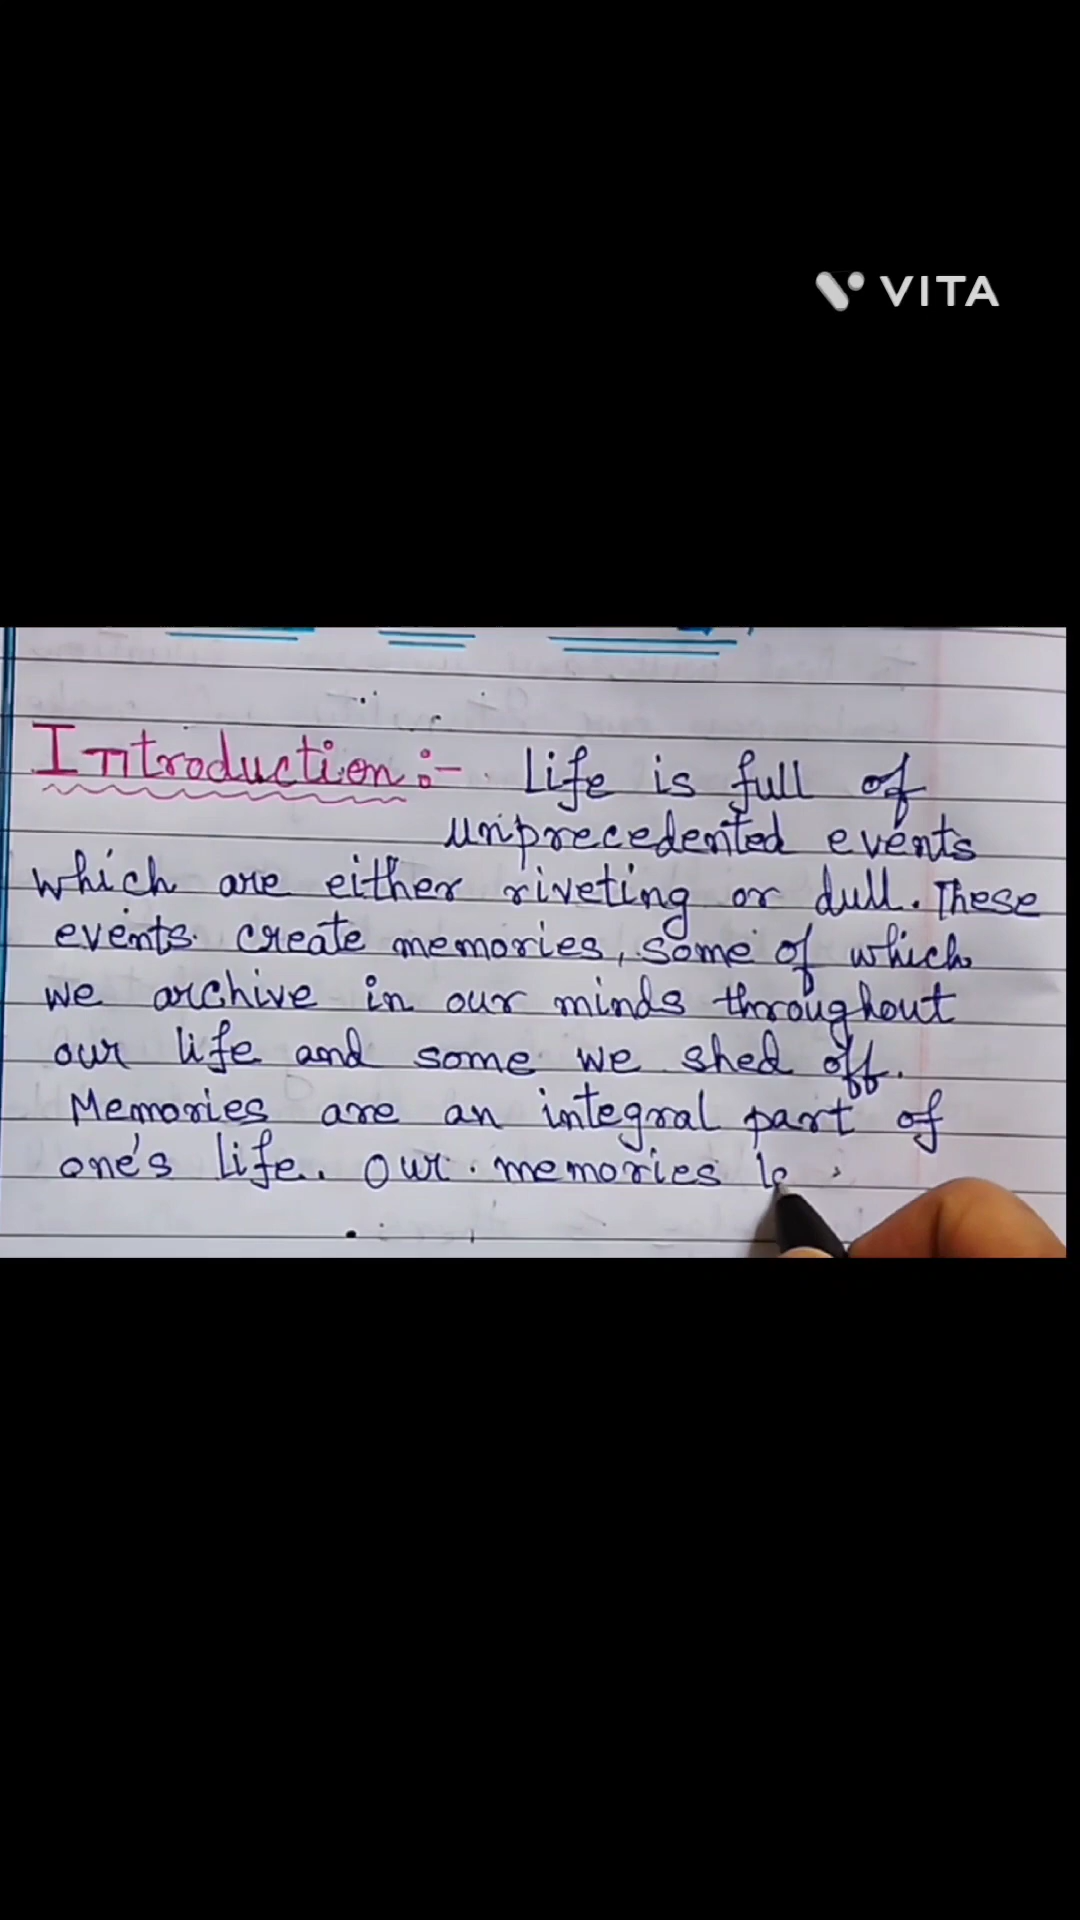 VITA
Introduction :- Life is full of
unprecedented events
which are either riveting or dull. These
events create memories, some of which
we archive in our minds throughout
our life and some we shed off.
Memories are an integral part of
one's life. Our memories